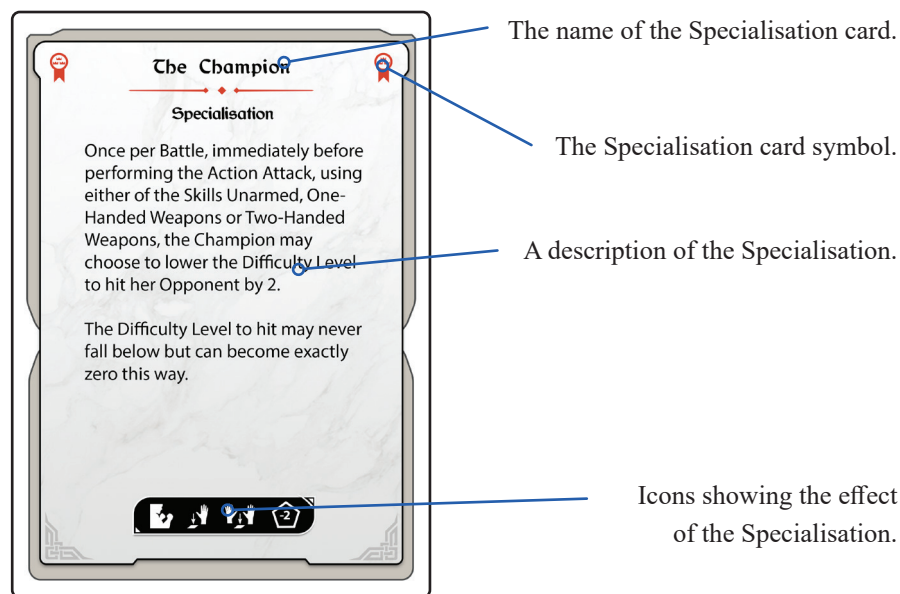 The name of the Specialisation card.
The Champion
Specialisation
The Specialisation card symbol.
Once per Battle, immediately before
performing the Action Attack, using
either of the Skills Unarmed, One-
Handed Weapons or Two-Handed
Weapons, the Champion may
choose to lower the Difficulty Level
to hit her Opponent by 2.
A description of the Specialisation.
The Difficulty Level to hit may never
fall below but can become exactly
zero this way.
-2
Icons showing the effect
of the Specialisation.